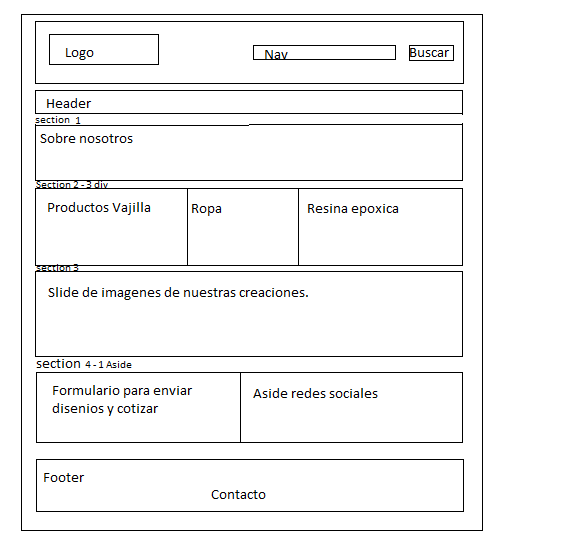 Logo
Nav
Buscar
Header
section 1
Sobre nosotros
Section 2 - 3 div
Productos Vajilla
Ropa
Resina epoxica
section 3
Slide de imagenes de nuestras creaciones.
section 4 - 1 Aside
Formulario para enviar
disenios y cotizar
Aside redes sociales
Footer
Contacto